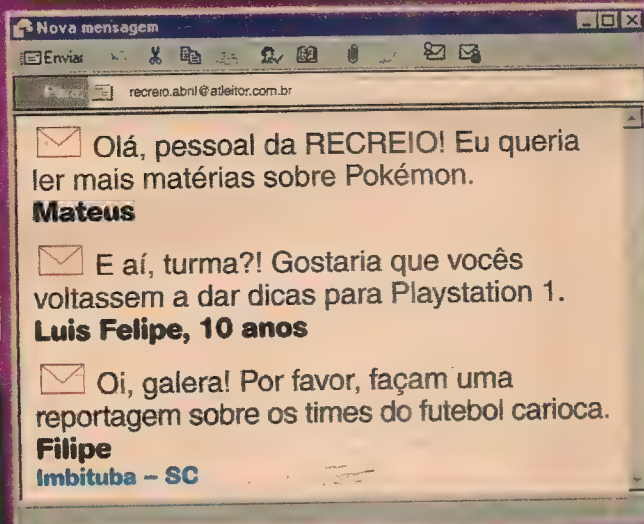 Nova mensagem
Enviar
recreio.abril@atleitor.com.br
Olá, pessoal da RECREIO! Eu queria
ler mais matérias sobre Pokémon.
Mateus
E aí, turma?! Gostaria que vocês
voltassem a dar dicas para Playstation 1.
Luis Felipe, 10 anos
Oi, galera! Por favor, façam uma
reportagem sobre os times do futebol carioca.
Filipe
Imbituba – SC